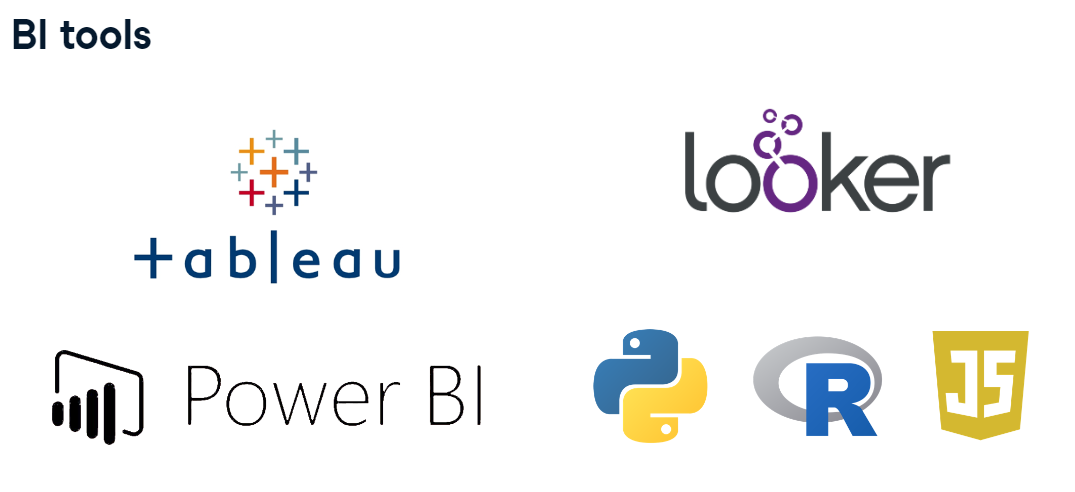 BI tools
tableau
looker
Power BI
R
JS